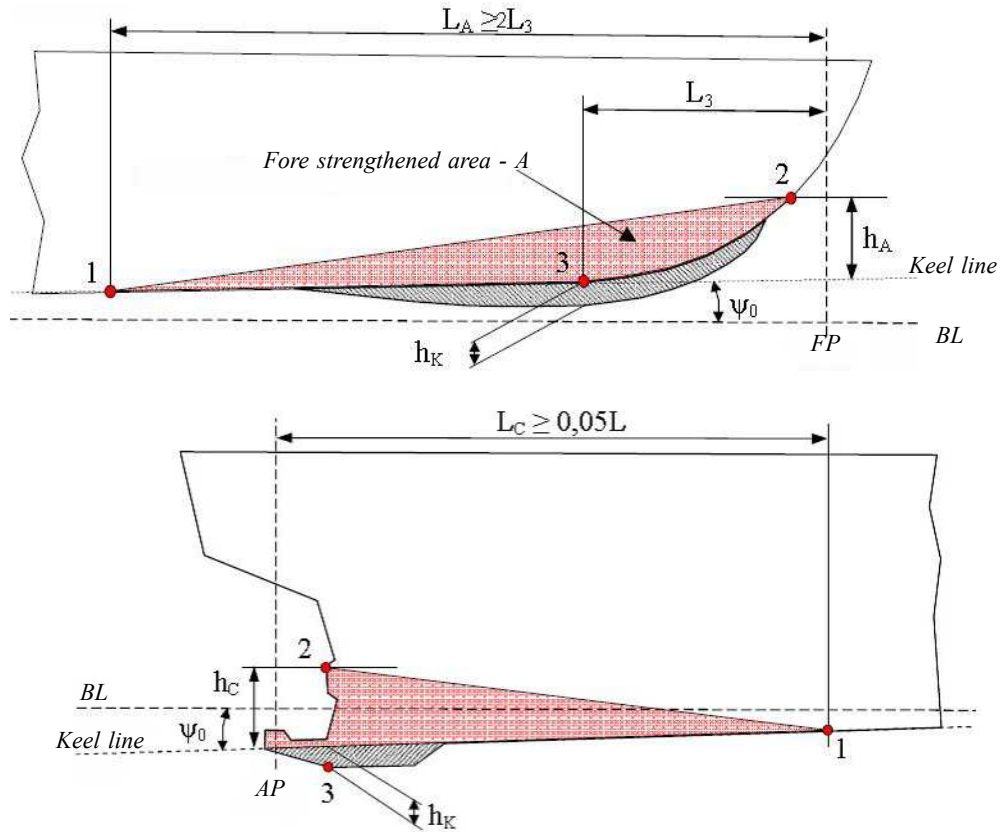 L_A ≥2L_3
L_3
Fore strengthened area - A
2
h_A
3
1
Keel line
ψ_0
h_K
FP
BL
L_C ≥ 0,05L
2
h_C
BL
ψ_0
Keel line
1
AP
3
h_K